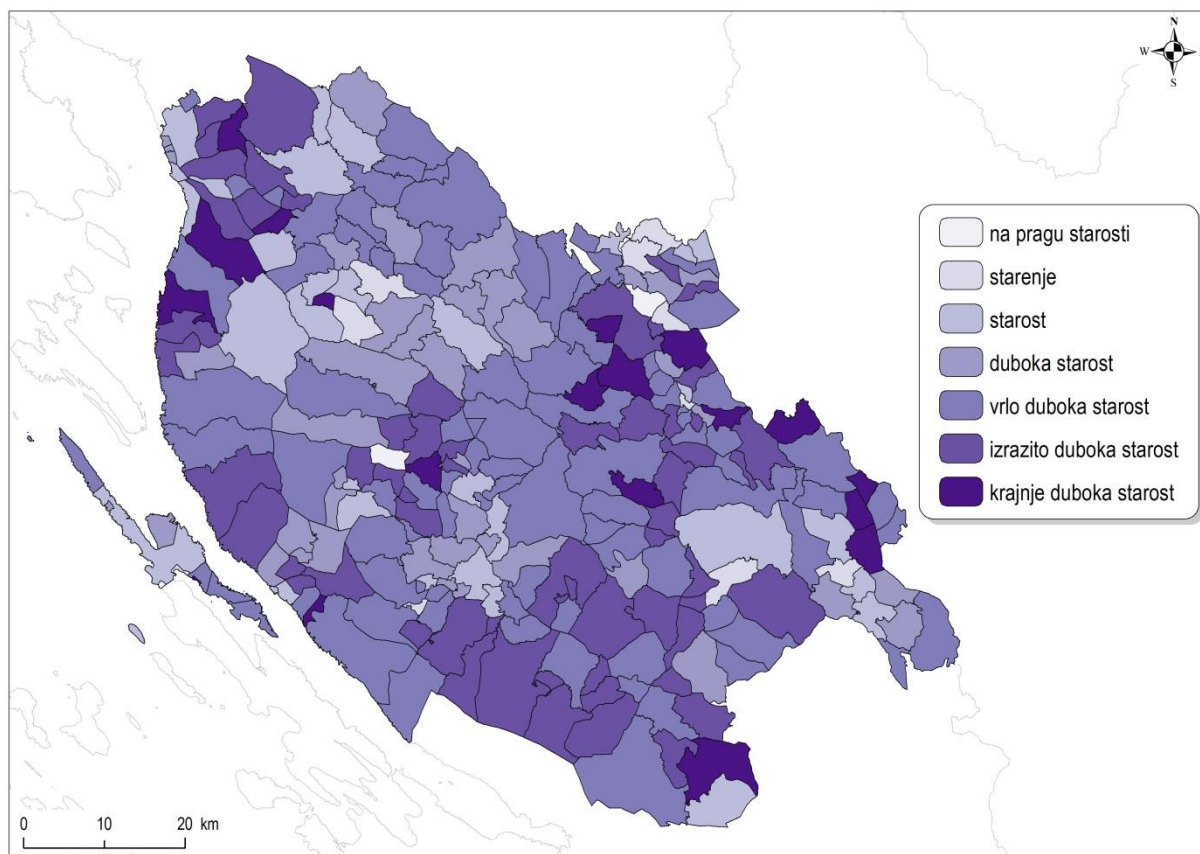 N
W
S
na pragu starosti
starenje
starost
duboka starost
vrlo duboka starost
izrazito duboka starost
krajnje duboka starost
0 10 20 km